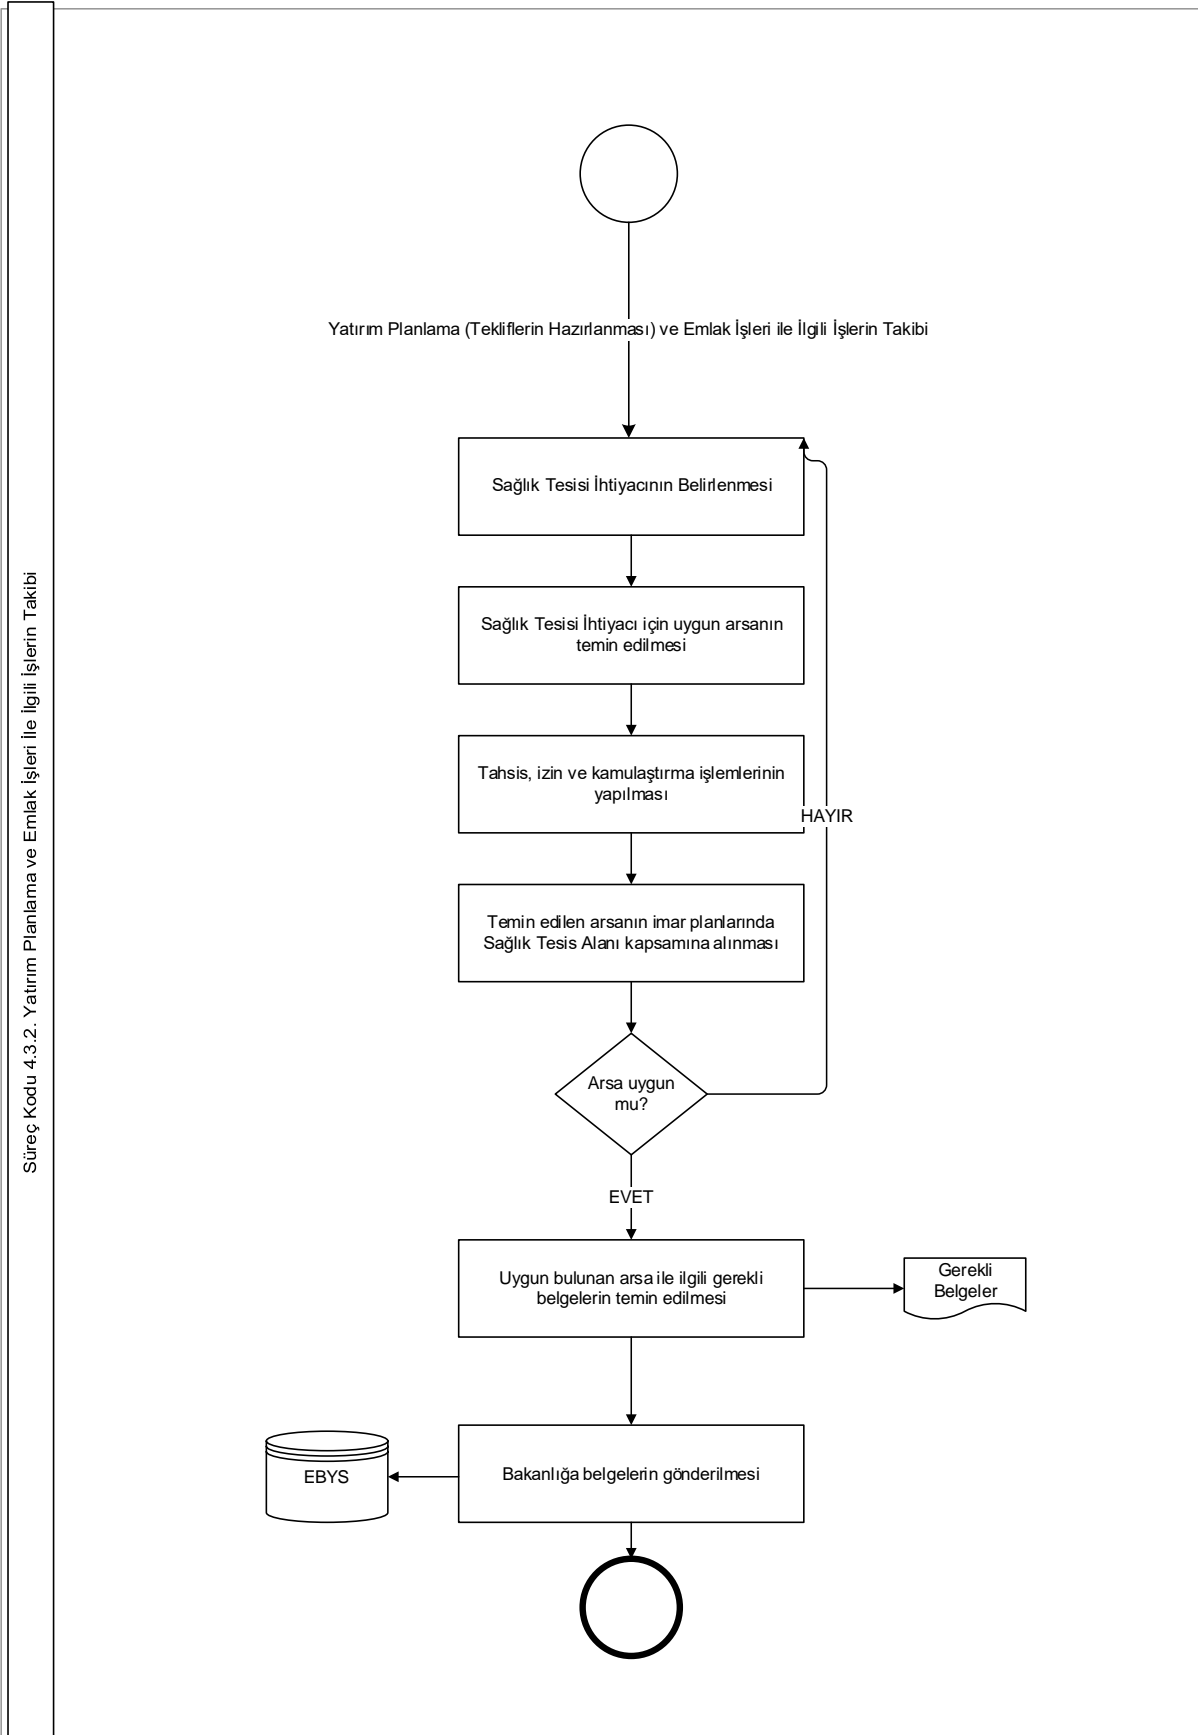 Süreç Kodu 4.3.2. Yatırım Planlama ve Emlak İşleri İle İlgili İşlerin Takibi
Yatırım Planlama (Tekliflerin Hazırlanması) ve Emlak İşleri ile İlgili İşlerin Takibi
Sağlık Tesisi İhtiyacının Belirlenmesi
Sağlık Tesisi İhtiyacı için uygun arsanın
temin edilmesi
Tahsis, izin ve kamulaştırma işlemlerinin
yapılması
HAYIR
Temin edilen arsanın imar planlarında
Sağlık Tesis Alanı kapsamına alınması
Arsa uygun
mu?
EVET
Uygun bulunan arsa ile ilgili gerekli
belgelerin temin edilmesi
Gerekli
Belgeler
Bakanlığa belgelerin gönderilmesi
EBYS